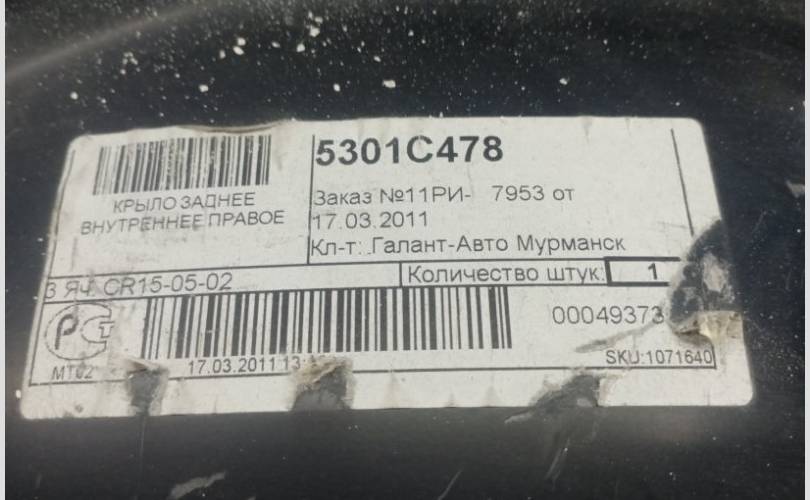 5301C478
КРЫЛО ЗАДНЕЕ
ВНУТРЕННЕЕ ПРАВОЕ
Заказ №11РИ- 7953 от
17.03.2011
Кл-т: Галант-Авто Мурманск
3 Яч. CR15-05-02
Количество штук: 1
РСТ
МТ02
17.03.2011
00049373
SKU:1071640